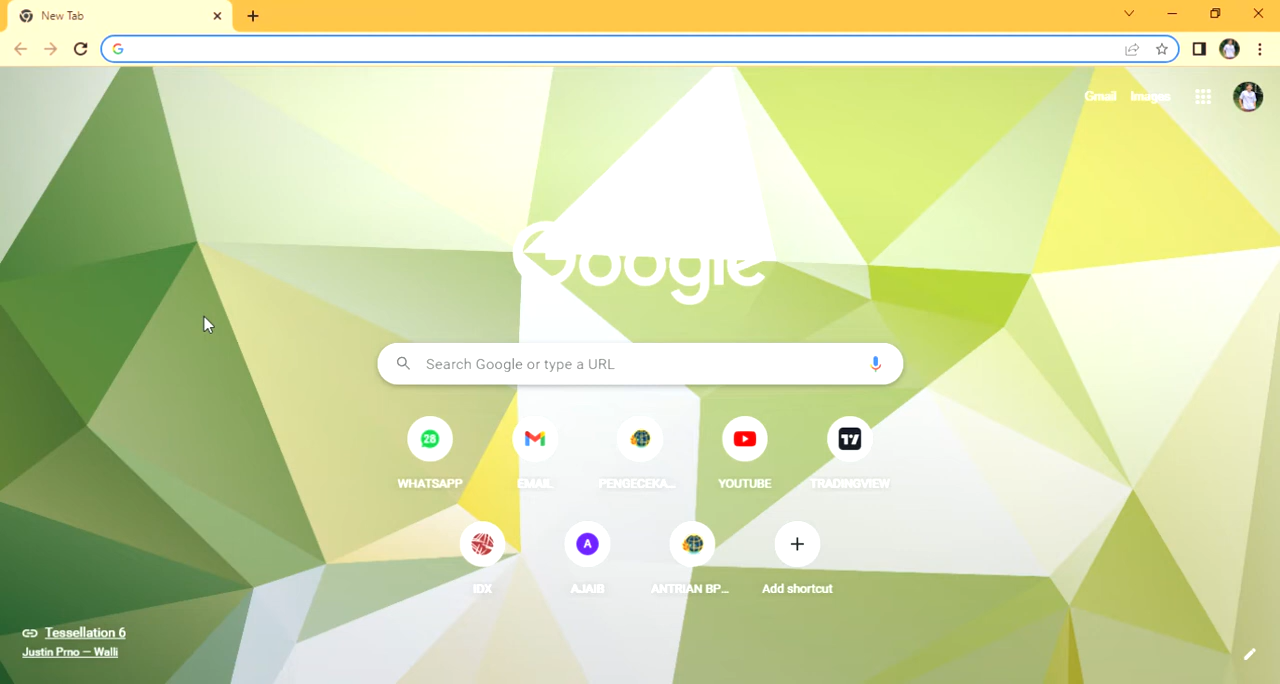 New Tab
Gmail Images
Google
Search Google or type a URL
28
WHATSAPP EMAIL PENGECEKA... YOUTUBE TRADINGVIEW
A
IDX AJAIB ANTRIAN BP... Add shortcut
Tessellation 6
Justin Prno — Walli